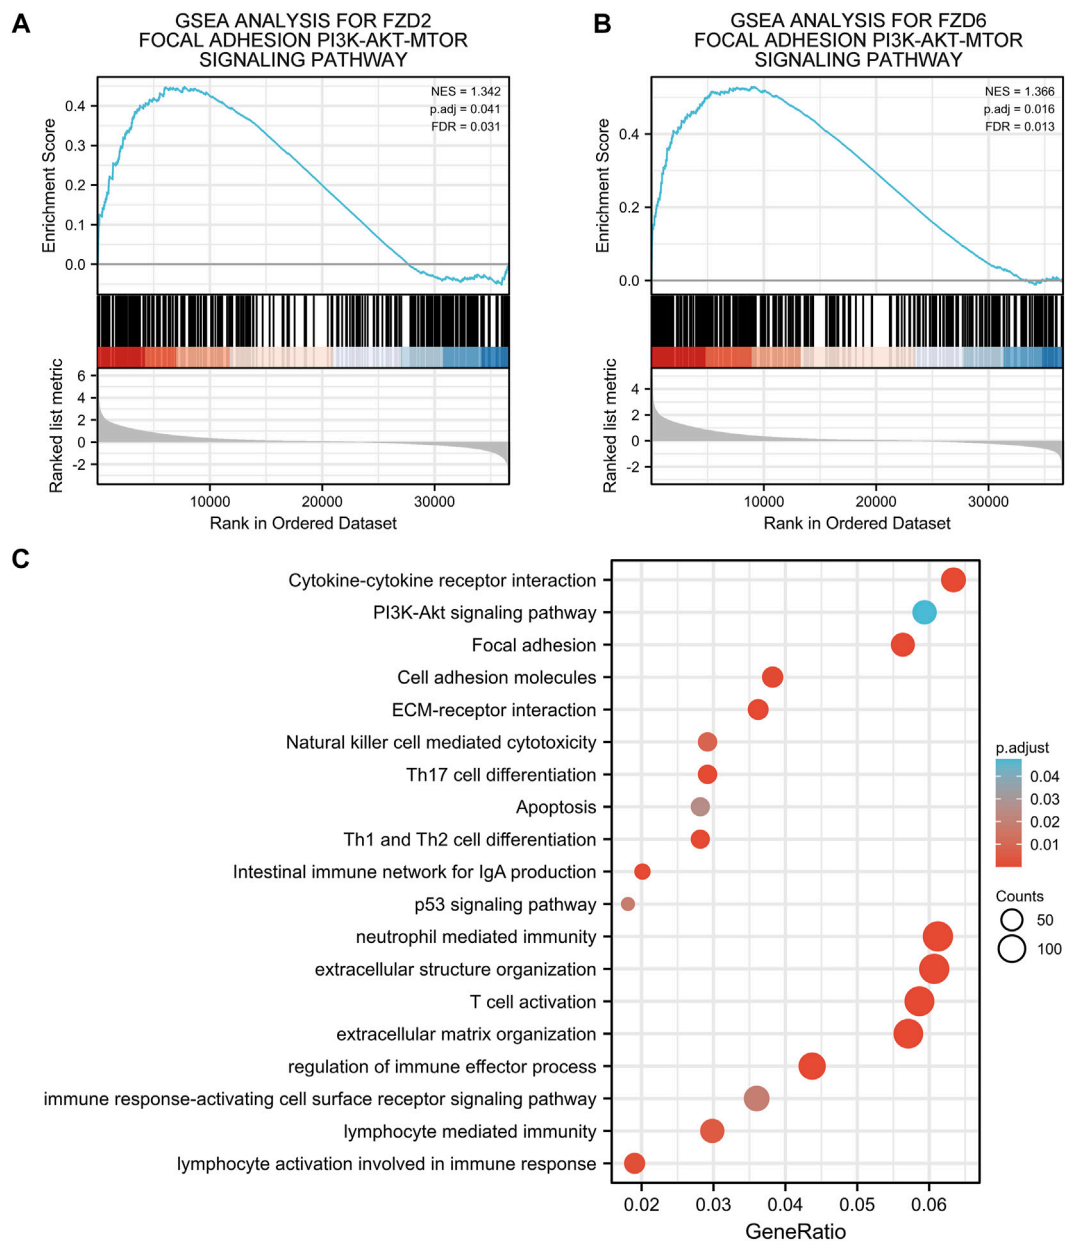 A
GSEA ANALYSIS FOR FZD2
FOCAL ADHESION PI3K-AKT-MTOR
SIGNALING PATHWAY
NES = 1.342
p.adj = 0.041
FDR = 0.031
Enrichment Score
0.4
0.3
0.2
0.1
0.0
Ranked list metric
6
4
2
0
-2
10000
20000
30000
Rank in Ordered Dataset
B
GSEA ANALYSIS FOR FZD6
FOCAL ADHESION PI3K-AKT-MTOR
SIGNALING PATHWAY
NES = 1.366
p.adj = 0.016
FDR = 0.013
Enrichment Score
0.4
0.2
0.0
Ranked list metric
4
2
0
-2
10000
20000
30000
Rank in Ordered Dataset
C
Cytokine-cytokine receptor interaction
PI3K-Akt signaling pathway
Focal adhesion
Cell adhesion molecules
ECM-receptor interaction
Natural killer cell mediated cytotoxicity
Th17 cell differentiation
Apoptosis
Th1 and Th2 cell differentiation
Intestinal immune network for IgA production
p53 signaling pathway
neutrophil mediated immunity
extracellular structure organization
T cell activation
extracellular matrix organization
regulation of immune effector process
immune response-activating cell surface receptor signaling pathway
lymphocyte mediated immunity
lymphocyte activation involved in immune response
0.02
0.03
0.04
0.05
0.06
GeneRatio
p.adjust
0.04
0.03
0.02
0.01
Counts
50
100